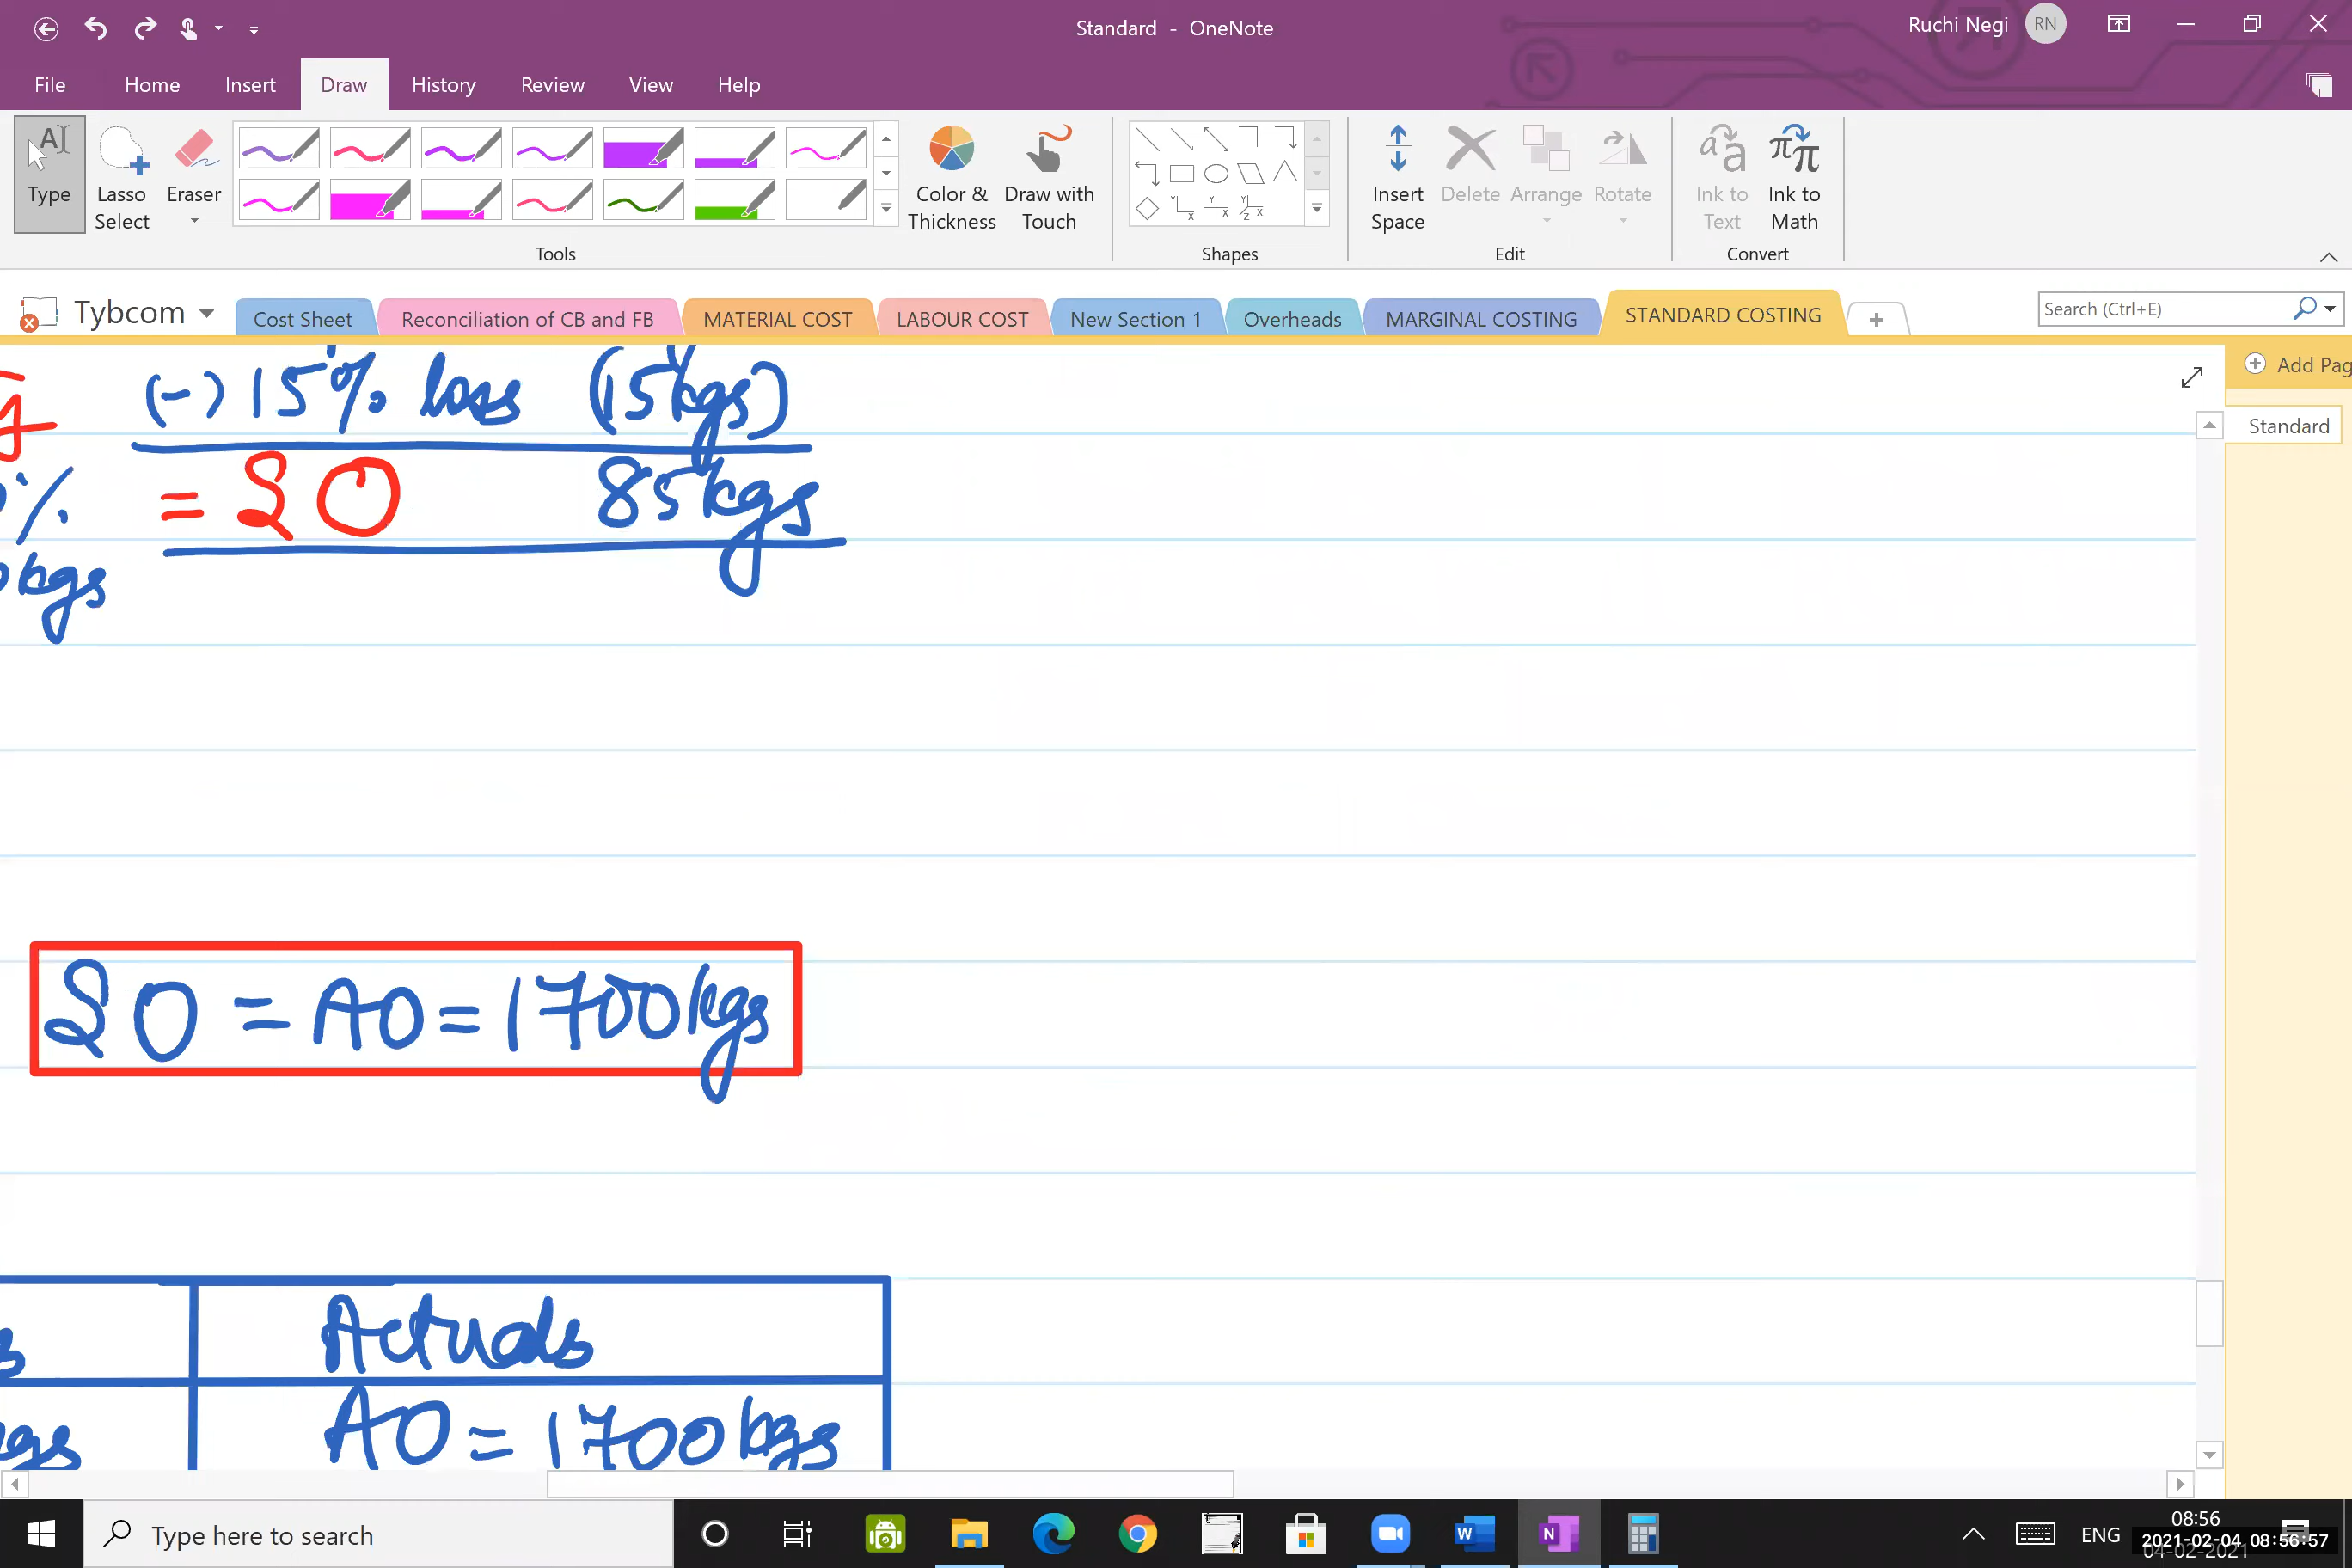 Standard - OneNote
Ruchi Negi RN
File Home Insert Draw History Review View Help
Type
Lasso Select
Eraser
Color & Thickness
Draw with Touch
Insert Space
Delete
Arrange
Rotate
Ink to Text
Ink to Math
Tools Shapes Edit Convert
Tybcom
Cost Sheet
Reconciliation of CB and FB
MATERIAL COST
LABOUR COST
New Section 1
Overheads
MARGINAL COSTING
STANDARD COSTING
Search (Ctrl+E)
Add Pag
Standard
(-) 15% loss (15kgs)
% = SO 85kgs
kgs
SO = AO = 1700kgs
Actuals
AO = 1700kgs
Type here to search
ENG
08:56
04-02-2021
2021-02-04 08:56:57